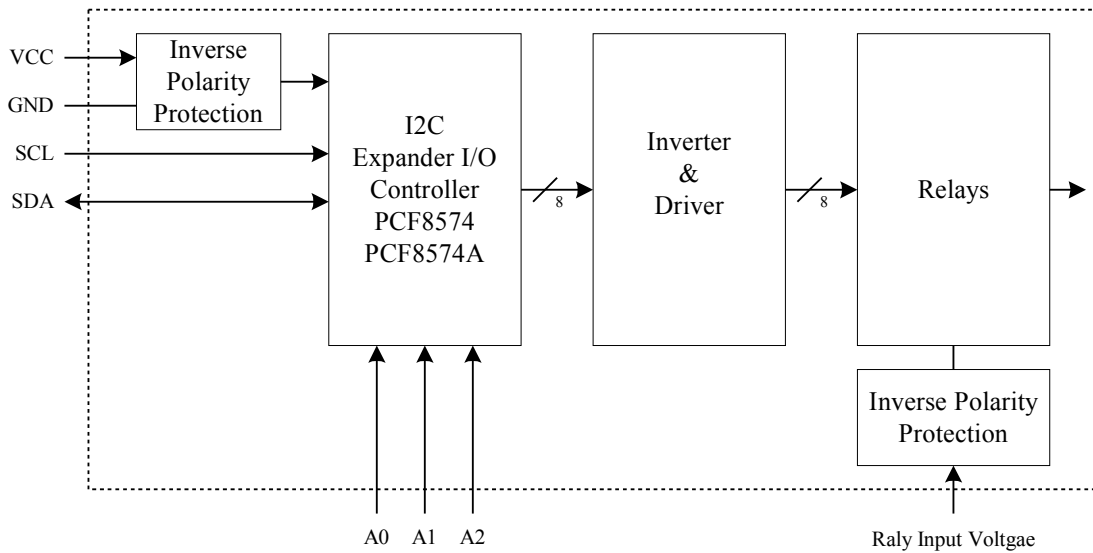 VCC
GND
SCL
SDA
Inverse
Polarity
Protection
I2C
Expander I/O
Controller
PCF8574
PCF8574A
8
Inverter
&
Driver
8
Relays
Inverse Polarity
Protection
A0
A1
A2
Raly Input Voltgae